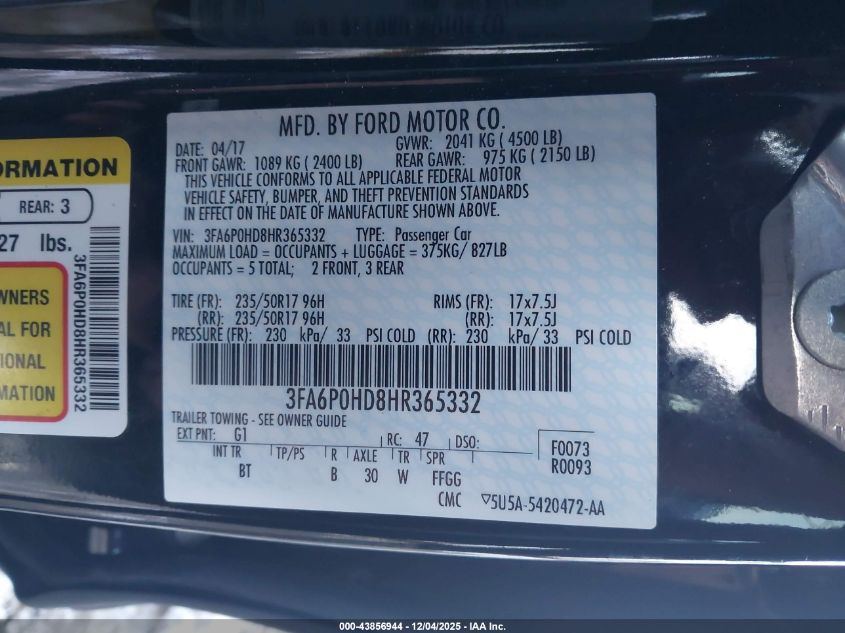 MFD. BY FORD MOTOR CO.
DATE: 04/17 GVWR: 2041 KG ( 4500 LB)
FRONT GAWR: 1089 KG ( 2400 LB) REAR GAWR: 975 KG ( 2150 LB)
THIS VEHICLE CONFORMS TO ALL APPLICABLE FEDERAL MOTOR
VEHICLE SAFETY, BUMPER, AND THEFT PREVENTION STANDARDS
IN EFFECT ON THE DATE OF MANUFACTURE SHOWN ABOVE.
VIN: 3FA6P0HD8HR365332 TYPE: Passenger Car
MAXIMUM LOAD = OCCUPANTS + LUGGAGE = 375KG/ 827LB
OCCUPANTS = 5 TOTAL; 2 FRONT, 3 REAR
TIRE (FR): 235/50R17 96H RIMS (FR): 17x7.5J
(RR): 235/50R17 96H (RR): 17x7.5J
PRESSURE (FR): 230 kPa/ 33 PSI COLD (RR): 230 kPa/ 33 PSI COLD
3FA6P0HD8HR365332
TRAILER TOWING - SEE OWNER GUIDE
EXT PNT: G1 RC: 47 DSO: F0073
INT TR TP/PS R AXLE TR SPR R0093
BT B 30 W FFGG
CMC ▽5U5A-5420472-AA
ORMATION
REAR: 3
27 lbs.
WNERS
AL FOR
IONAL
MATION
3FA6P0HD8HR365332
000-43856944 - 12/04/2025 - IAA Inc.